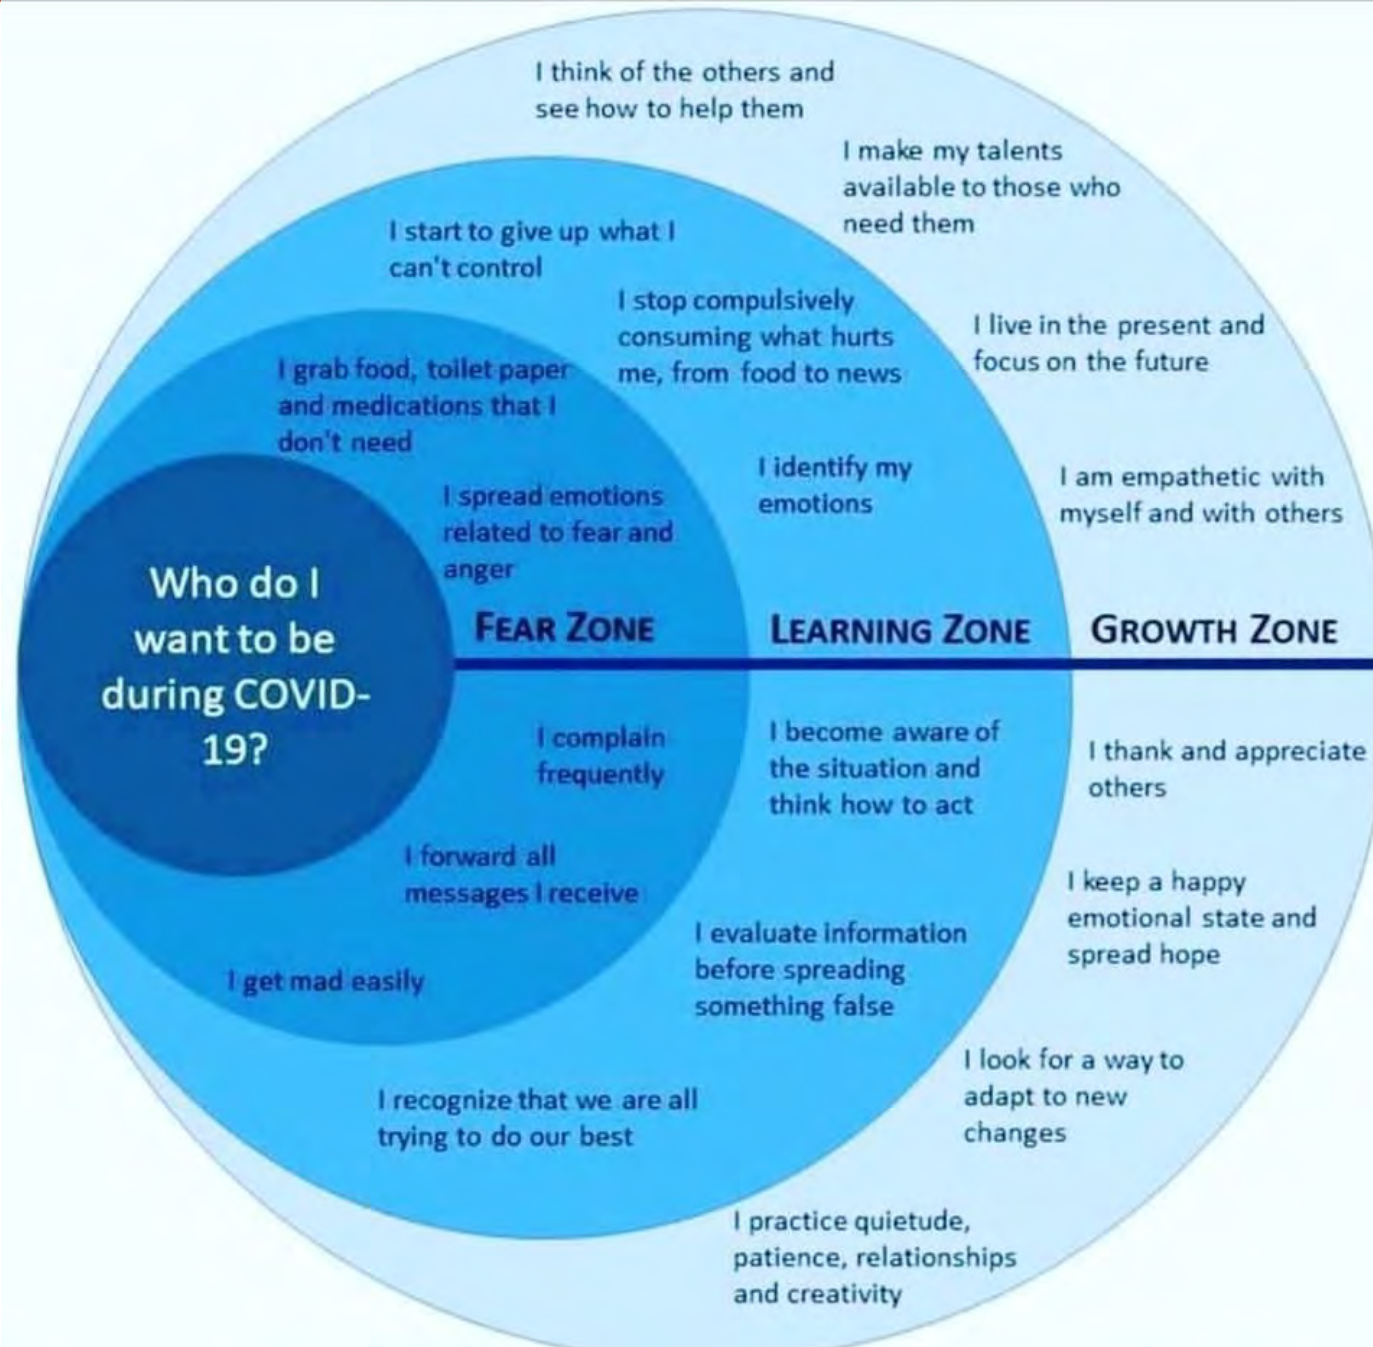 I think of the others and
see how to help them
I make my talents
available to those who
need them
I start to give up what I
can't control
I stop compulsively
consuming what hurts
me, from food to news
I live in the present and
focus on the future
I grab food, toilet paper
and medications that I
don't need
I identify my
emotions
I am empathetic with
myself and with others
I spread emotions
related to fear and
anger
Who do I
want to be
during COVID-
19?
FEAR ZONE
LEARNING ZONE
GROWTH ZONE
I complain
frequently
I become aware of
the situation and
think how to act
I thank and appreciate
others
I forward all
messages I receive
I keep a happy
emotional state and
spread hope
I evaluate information
before spreading
something false
I get mad easily
I look for a way to
adapt to new
changes
I recognize that we are all
trying to do our best
I practice quietude,
patience, relationships
and creativity